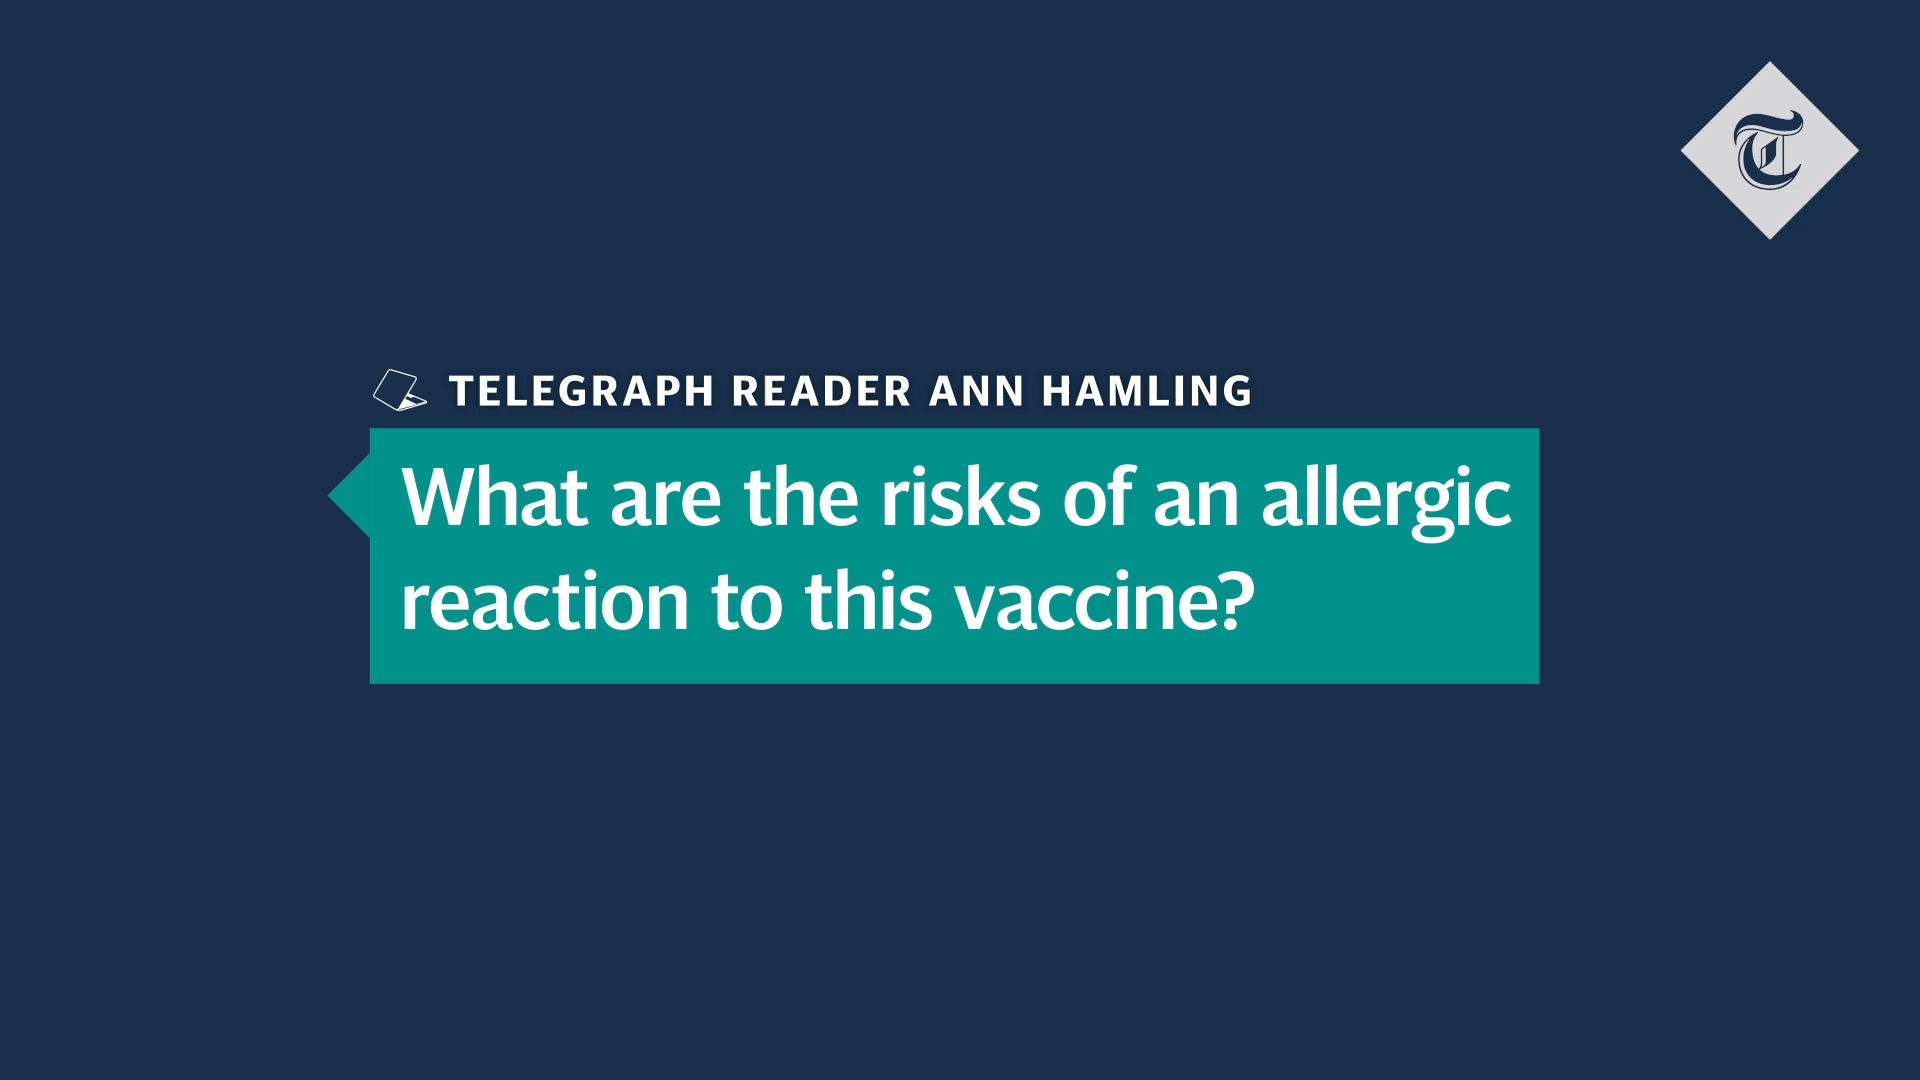 T
TELEGRAPH READER ANN HAMLING
What are the risks of an allergic
reaction to this vaccine?